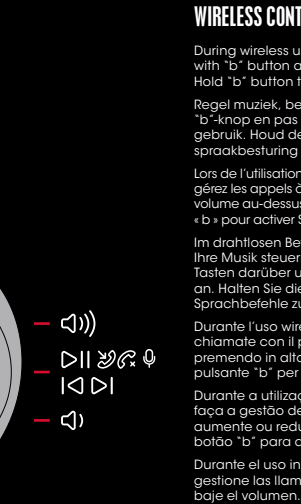 WIRELESS CONT
During wireless u
with “b” button a
Hold “b” button t
Regel muziek, be
“b”-knop en pas
gebruik. Houd de
spraakbesturing
Lors de l’utilisation
gérez les appels à
volume au-dessus
« b » pour activer S
Im drahtlosen Be
Ihre Musik steuer
Tasten darüber u
an. Halten Sie die
Sprachbefehle zu
Durante l’uso wire
chiamate con il p
premendo in alto
pulsante “b” per
Durante a utilizaç
faça a gestão de
aumente ou redu
botão “b” para a
Durante el uso in
gestione las llam
baje el volumen